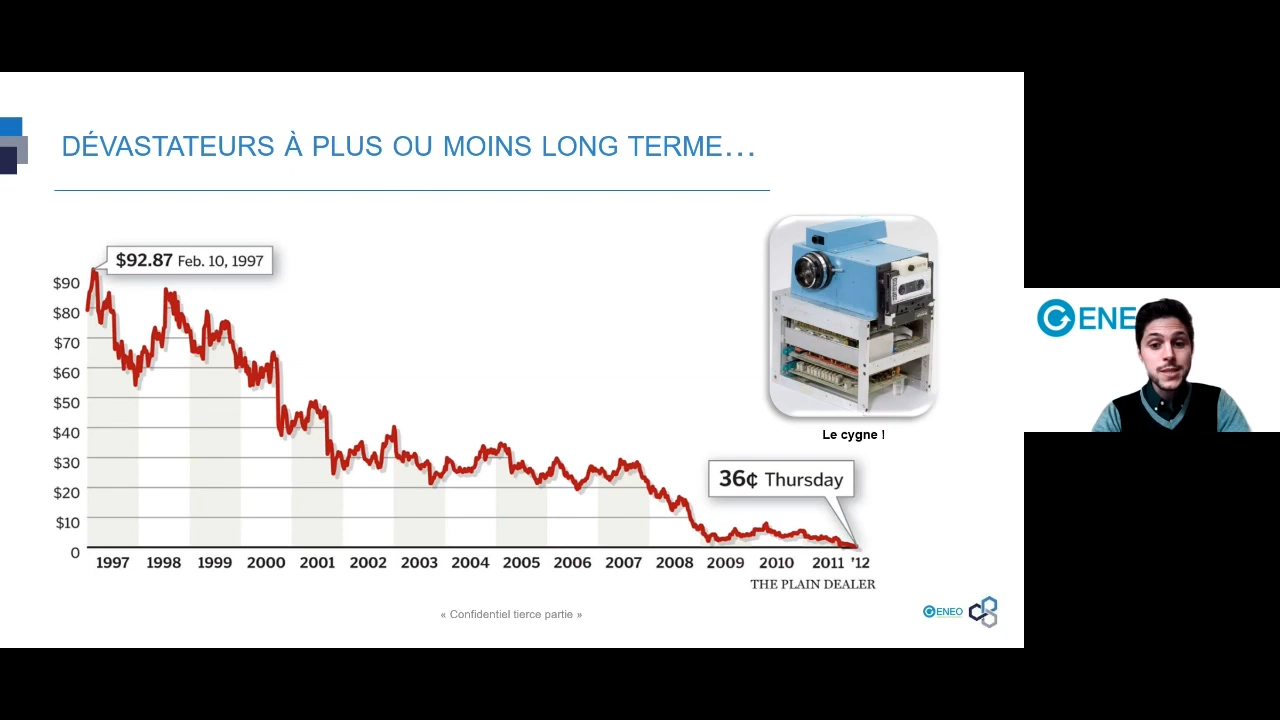 DÉVASTATEURS À PLUS OU MOINS LONG TERME…
$92.87 Feb. 10, 1997
$90
$80
$70
$60
$50
$40
$30
$20
$10
0
1997 1998 1999 2000 2001 2002 2003 2004 2005 2006 2007 2008 2009 2010 2011 '12
Le cygne !
36¢ Thursday
THE PLAIN DEALER
« Confidentiel tierce partie »
GENEO
GENE